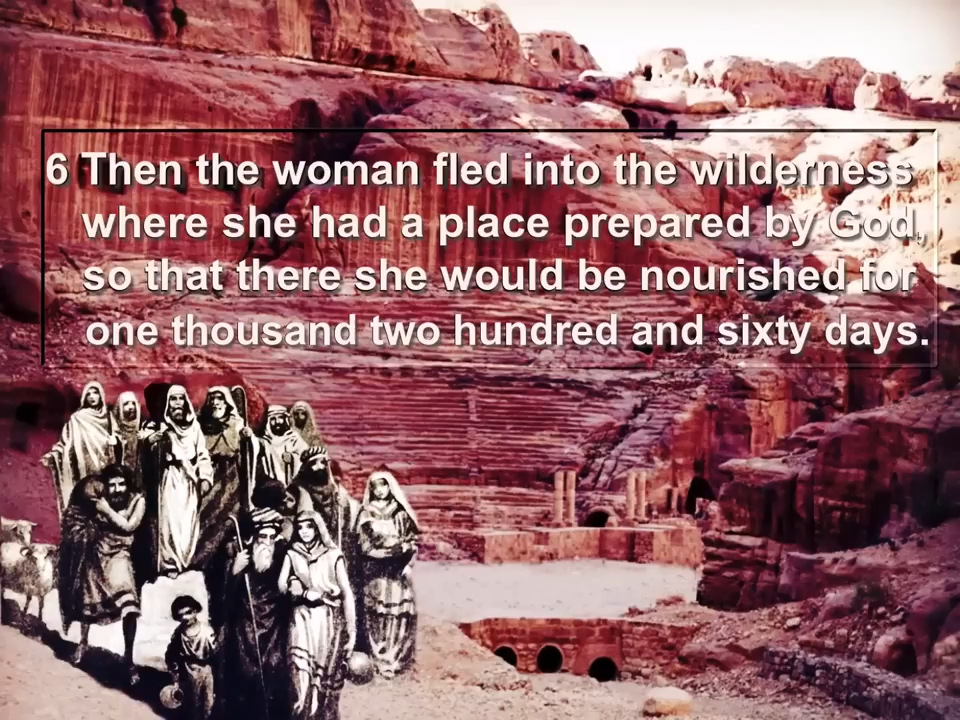 6 Then the woman fled into the wilderness
where she had a place prepared by God,
so that there she would be nourished for
one thousand two hundred and sixty days.